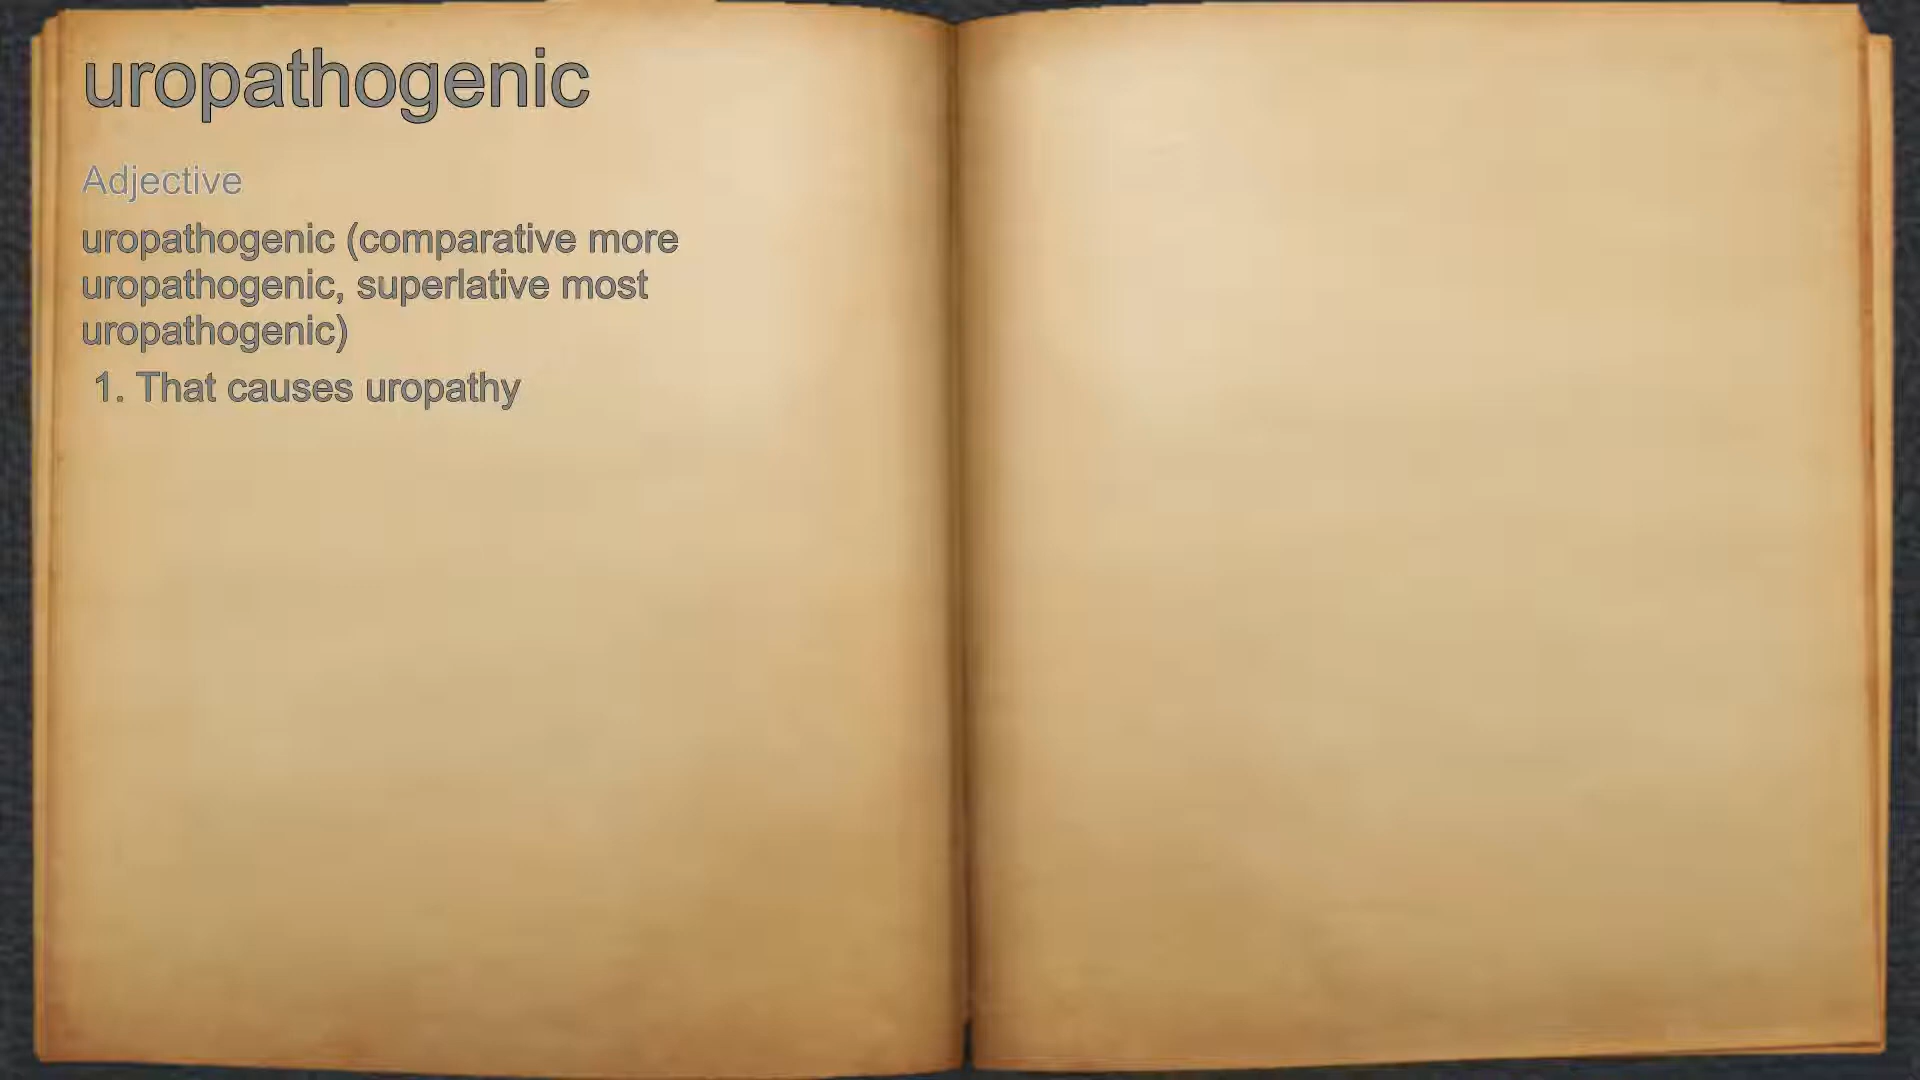 uropathogenic
Adjective
uropathogenic (comparative more
uropathogenic, superlative most
uropathogenic)
1. That causes uropathy